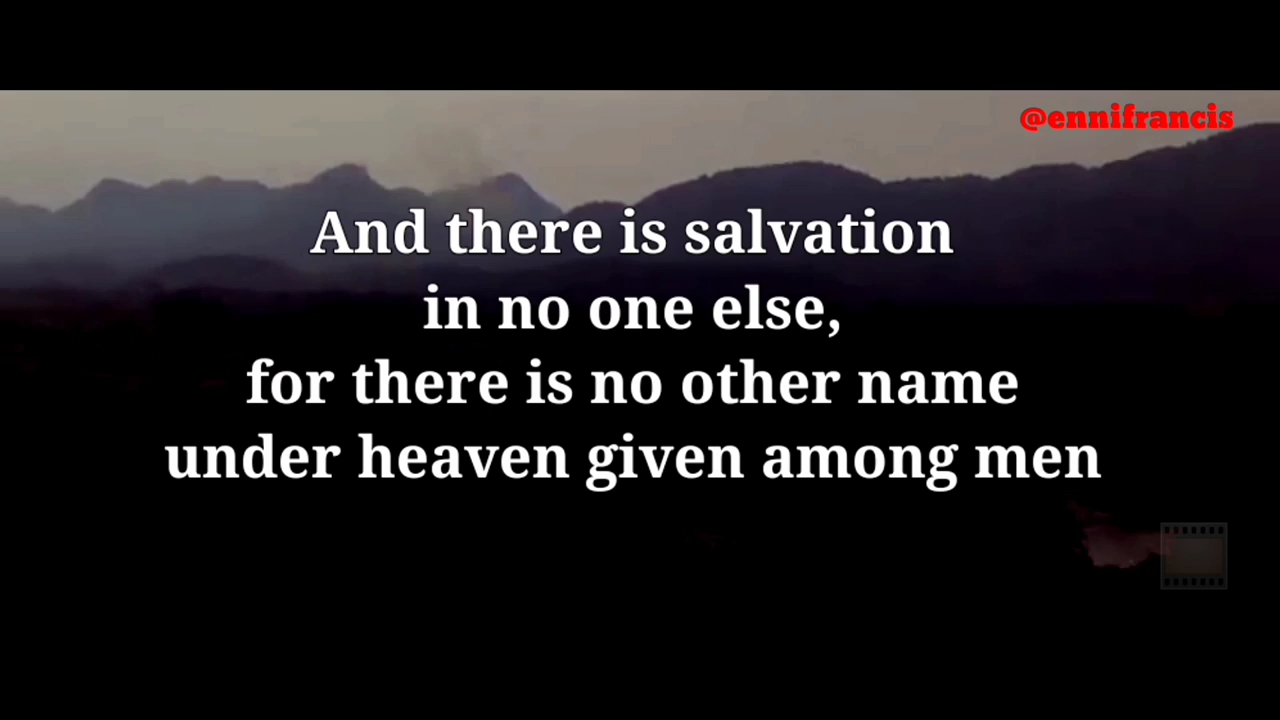 @ennifrancis
And there is salvation
in no one else,
for there is no other name
under heaven given among men